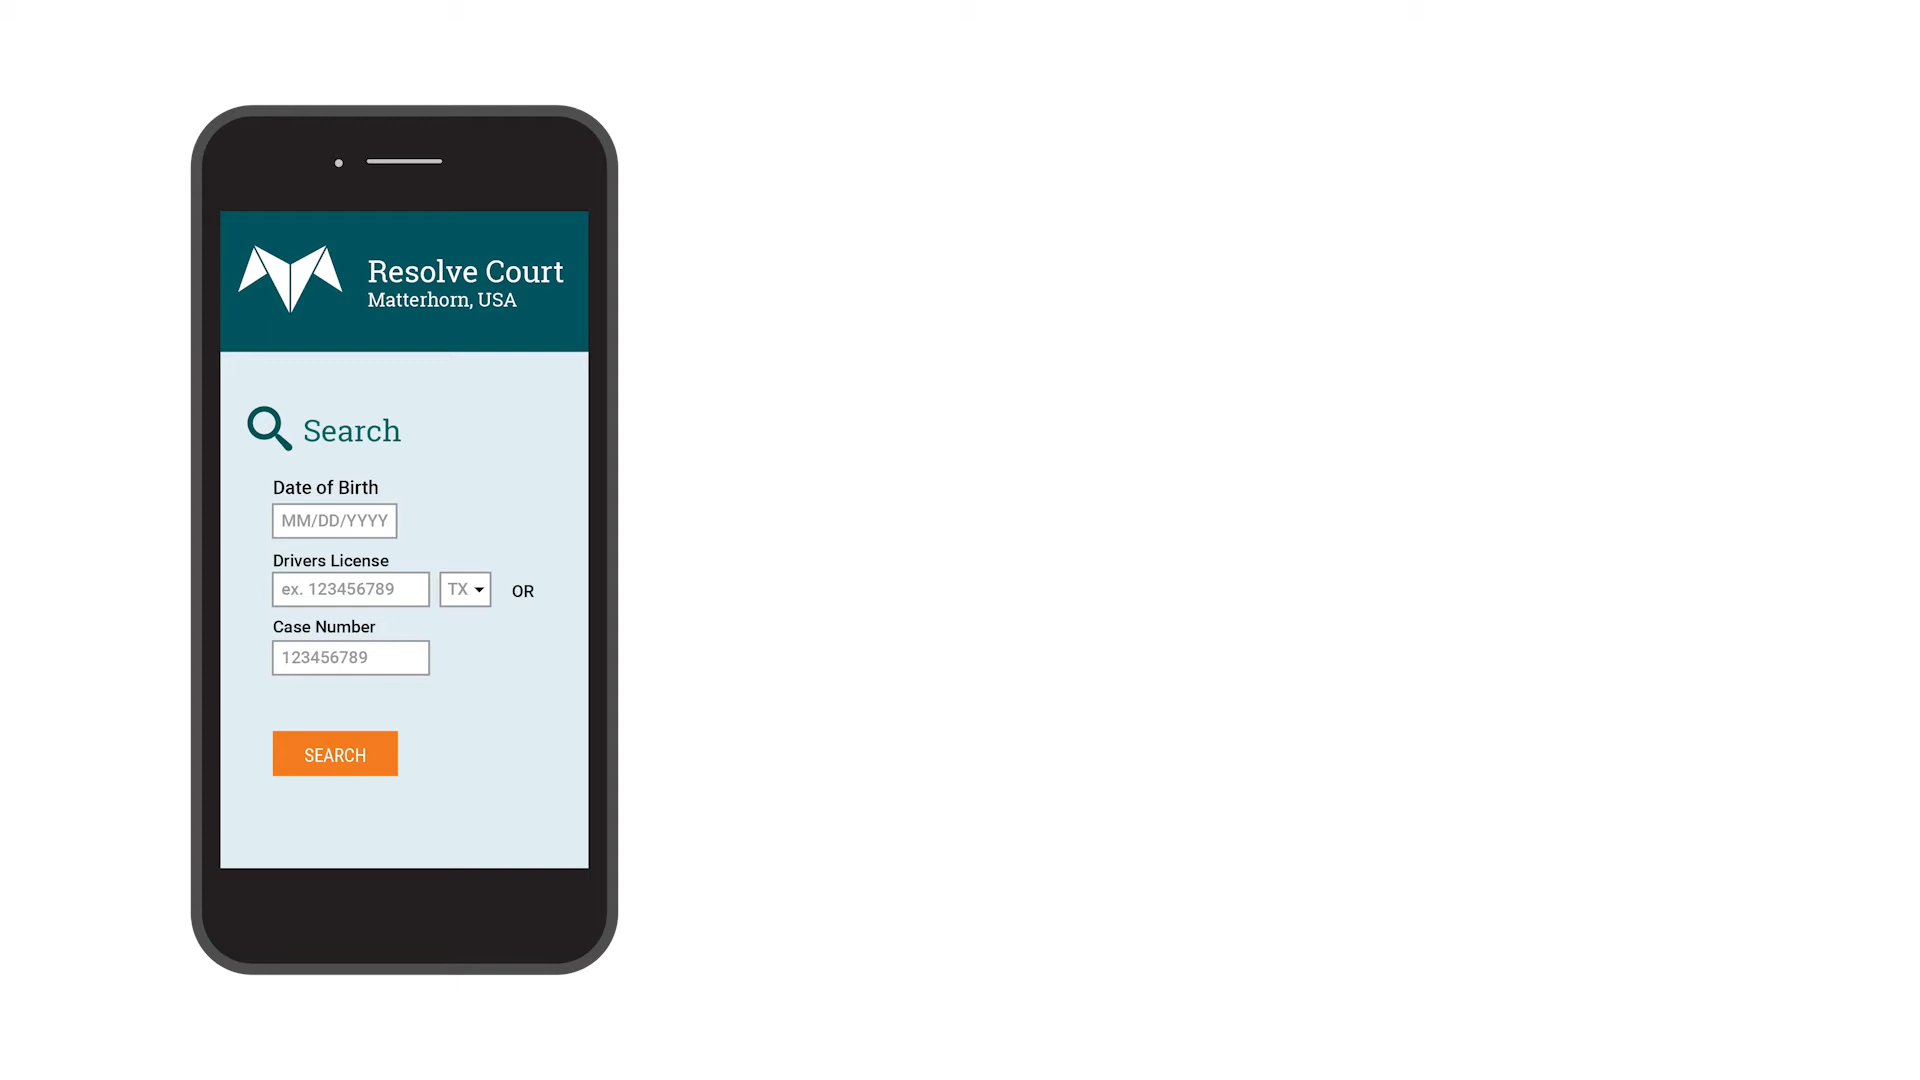 Resolve Court
Matterhorn, USA
Search
Date of Birth
MM/DD/YYYY
Drivers License
ex. 123456789 TX OR
Case Number
123456789
SEARCH